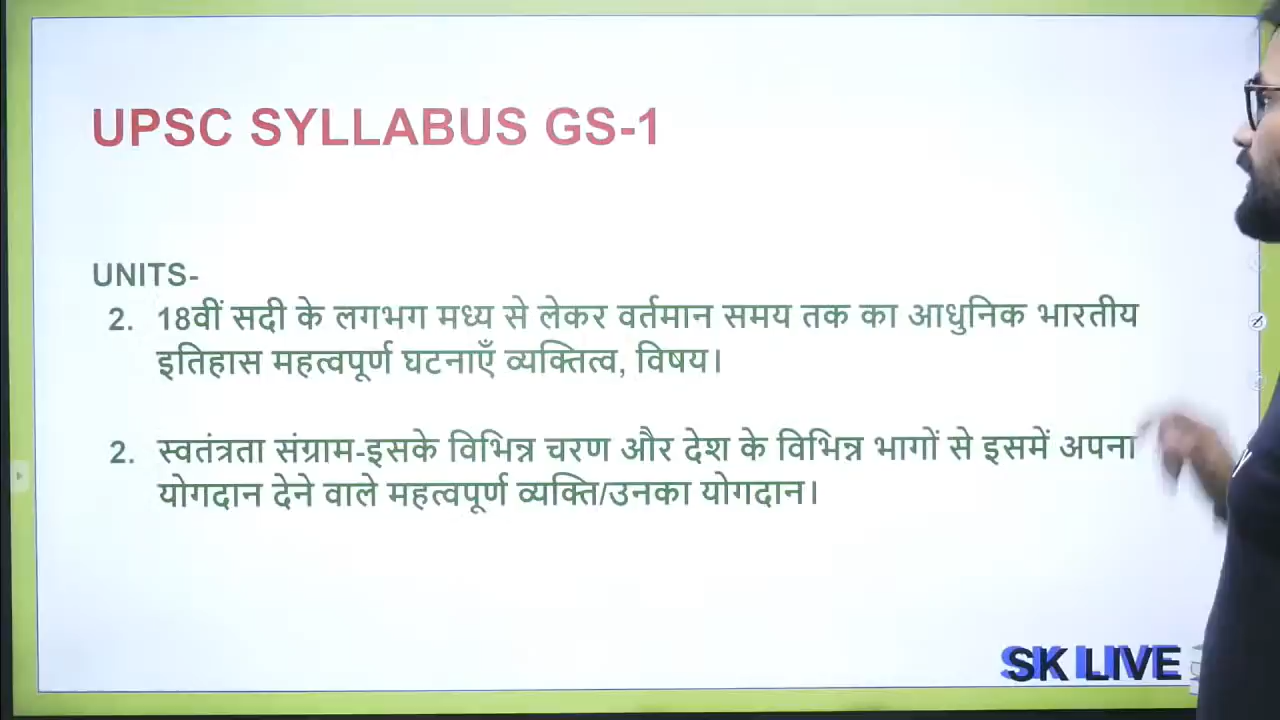 UPSC SYLLABUS GS-1
UNITS-
2. 18वीं सदी के लगभग मध्य से लेकर वर्तमान समय तक का आधुनिक भारतीय
इतिहास महत्वपूर्ण घटनाएँ व्यक्तित्व, विषय।
2. स्वतंत्रता संग्राम-इसके विभिन्न चरण और देश के विभिन्न भागों से इसमें अपना
योगदान देने वाले महत्वपूर्ण व्यक्ति/उनका योगदान।
SK LIVE